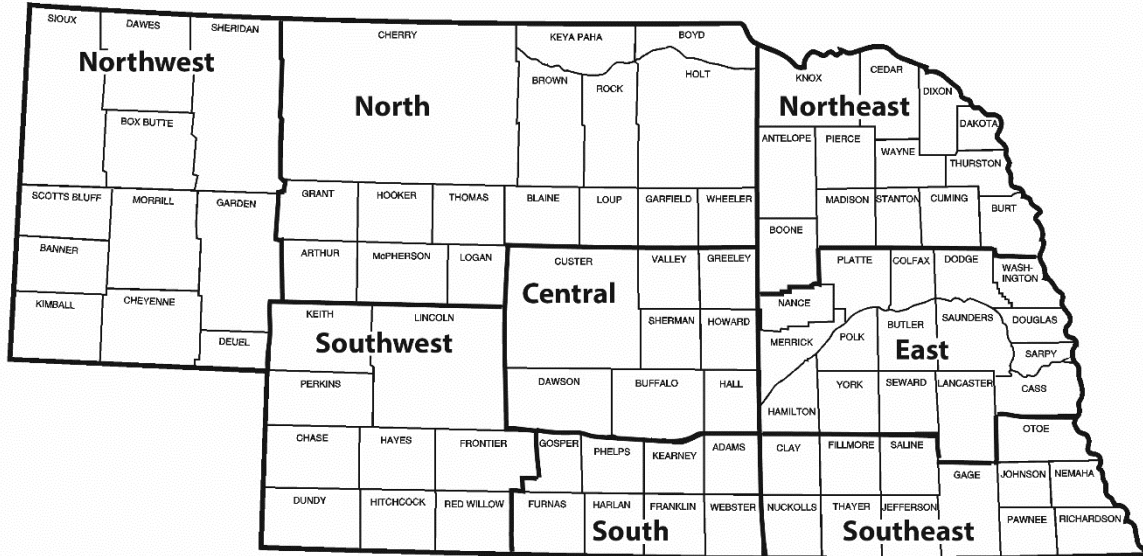 SIOUX
DAWES
SHERIDAN
Northwest
BOX BUTTE
SCOTTS BLUFF
MORRILL
GARDEN
BANNER
KIMBALL
CHEYENNE
DEUEL
CHERRY
KEYA PAHA
BOYD
North
BROWN
ROCK
HOLT
GRANT
HOOKER
THOMAS
BLAINE
LOUP
GARFIELD
WHEELER
ARTHUR
McPHERSON
LOGAN
KNOX
CEDAR
DIXON
Northeast
DAKOTA
ANTELOPE
PIERCE
WAYNE
THURSTON
MADISON
STANTON
CUMING
BURT
BOONE
CUSTER
VALLEY
GREELEY
Central
SHERMAN
HOWARD
DAWSON
BUFFALO
HALL
PLATTE
COLFAX
DODGE
WASH-
INGTON
NANCE
MERRICK
POLK
BUTLER
SAUNDERS
DOUGLAS
East
SARPY
YORK
SEWARD
LANCASTER
CASS
HAMILTON
KEITH
LINCOLN
Southwest
PERKINS
CHASE
HAYES
FRONTIER
DUNDY
HITCHCOCK
RED WILLOW
GOSPER
PHELPS
KEARNEY
ADAMS
FURNAS
HARLAN
FRANKLIN
WEBSTER
South
CLAY
FILLMORE
SALINE
OTOE
GAGE
JOHNSON
NEMAHA
NUCKOLLS
THAYER
JEFFERSON
Southeast
PAWNEE
RICHARDSON